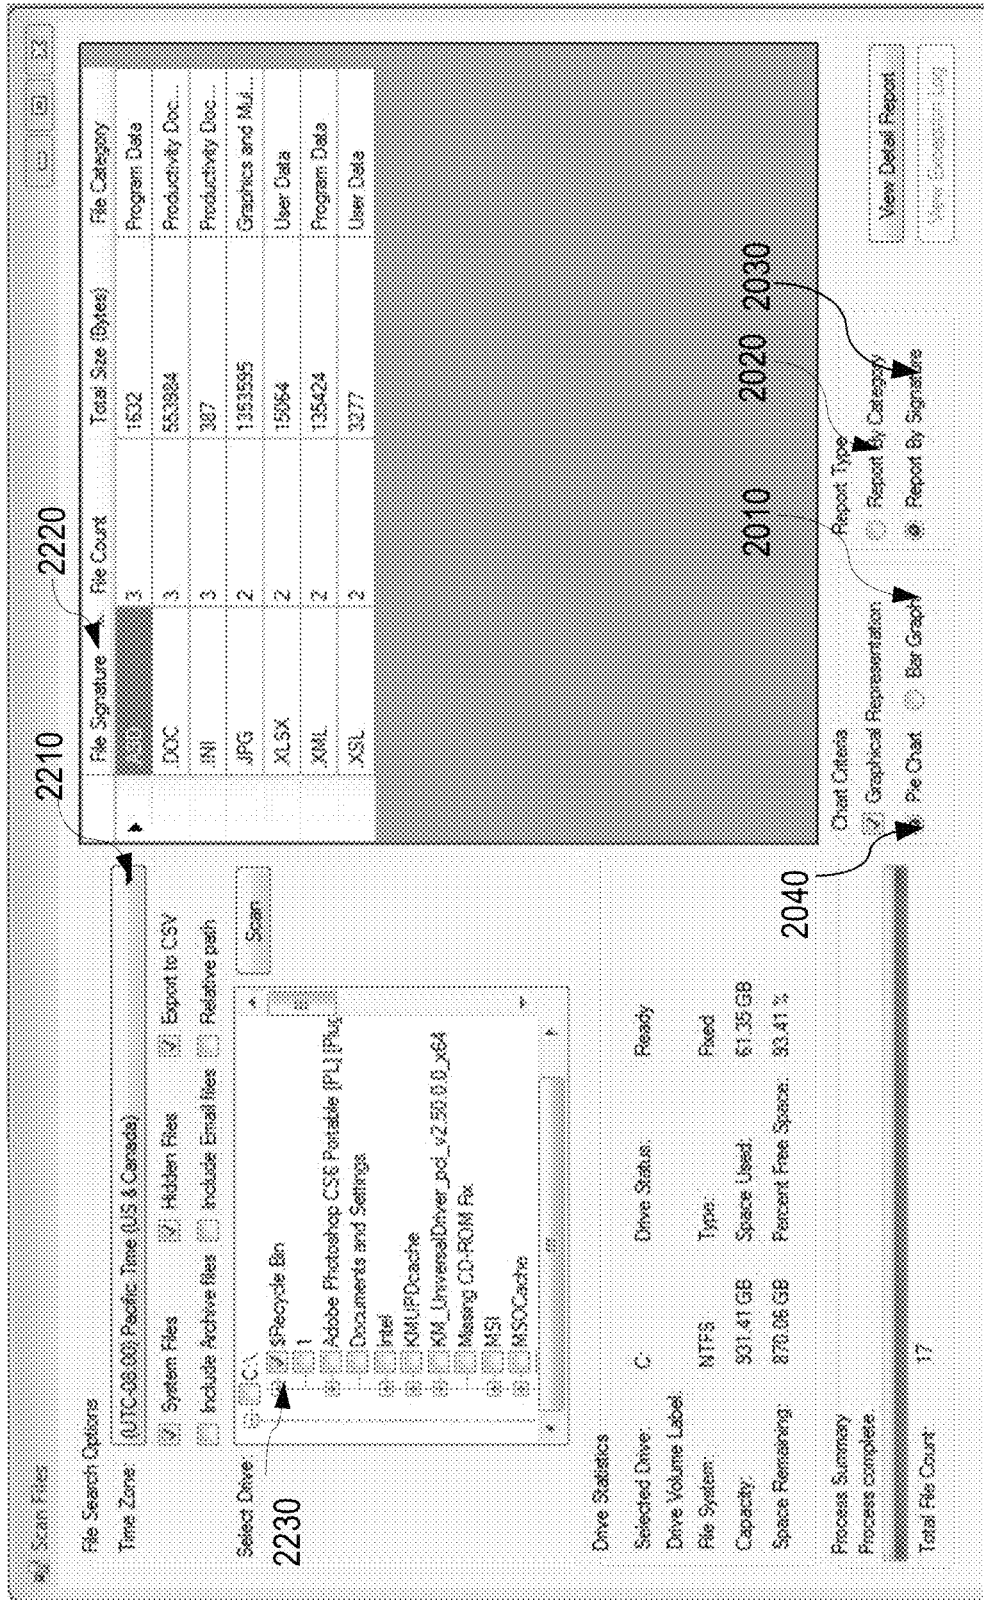 Scan Files
File Search Options
Time Zone: (UTC-08:00) Pacific Time (US & Canada)
System Files Hidden Files Export to CSV
Include Archive files Include Email files Relative path
Select Drive:
Scan
C:\
$Recycle Bin
1
Adobe Photoshop CS6 Portable [PL] [Plug
Documents and Settings
Intel
KMUPDcache
KM_UniversalDriver_pcl_v2.50.0.0_x64
Missing CD-ROM Fix
MSI
MSOCache
2210
2230
Drive Statistics
Selected Drive: C: Drive Status: Ready
Drive Volume Label:
File System: NTFS Type: Fixed
Capacity: 931.41 GB Space Used: 61.35 GB
Space Remaining: 870.06 GB Percent Free Space: 93.41 %
Process Summary
Process complete.
Total File Count: 17
2220
File Signature File Count Total Size (Bytes) File Category
3 1632 Program Data
DOC 3 553984 Productivity Doc...
INI 3 387 Productivity Doc...
JPG 2 1353595 Graphics and Mul...
XLSX 2 15064 User Data
XML 2 135424 Program Data
XSL 2 3277 User Data
2040
2010
2020
2030
Chart Criteria
Graphical Representation
Pie Chart Bar Graph
Report Type
Report By Category
Report By Signature
View Detail Report
View Exception Log